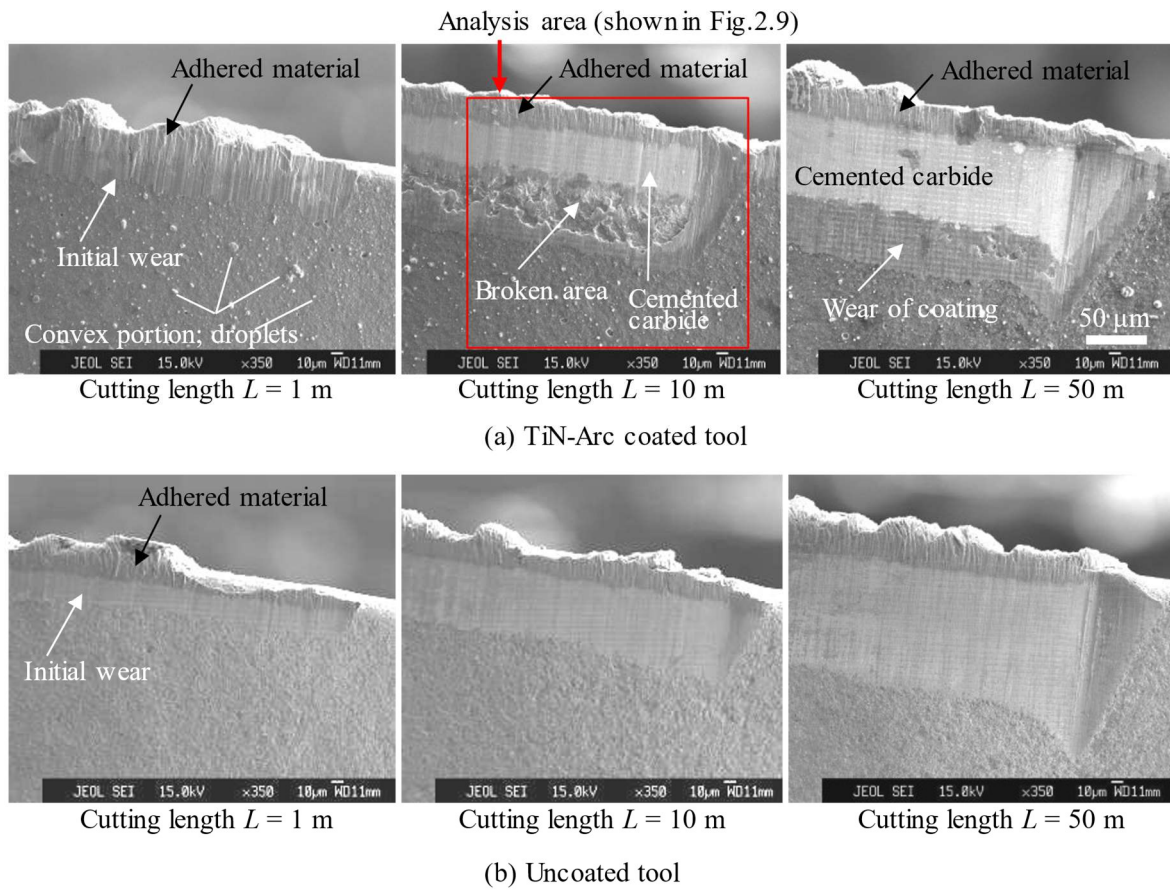 Analysis area (shown in Fig.2.9)
Adhered material
Initial wear
Convex portion; droplets
JEOL SEI 15.0kV ×350 10μm WD11mm
Adhered material
Broken area
Cemented
carbide
JEOL SEI 15.0kV ×350 10μm WD11mm
Adhered material
Cemented carbide
Wear of coating
50 μm
JEOL SEI 15.0kV ×350 10μm WD11mm
Cutting length L = 1 m
Cutting length L = 10 m
Cutting length L = 50 m
(a) TiN-Arc coated tool
Adhered material
Initial wear
JEOL SEI 15.0kV ×350 10μm WD11mm
JEOL SEI 15.0kV ×350 10μm WD11mm
JEOL SEI 15.0kV ×350 10μm WD11mm
Cutting length L = 1 m
Cutting length L = 10 m
Cutting length L = 50 m
(b) Uncoated tool